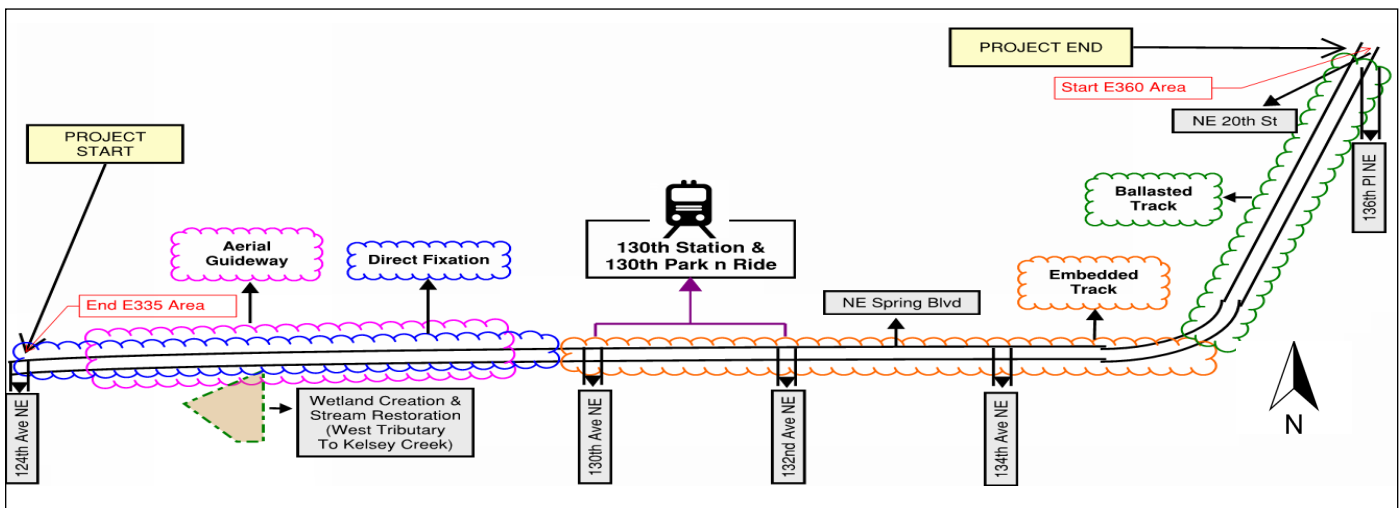 PROJECT END
Start E360 Area
NE 20th St
136th Pl NE
PROJECT
START
Ballasted
Track
130th Station &
130th Park n Ride
Aerial
Guideway
Direct Fixation
Embedded
Track
NE Spring Blvd
End E335 Area
124th Ave NE
Wetland Creation &
Stream Restoration
(West Tributary
To Kelsey Creek)
130th Ave NE
132nd Ave NE
134th Ave NE
N